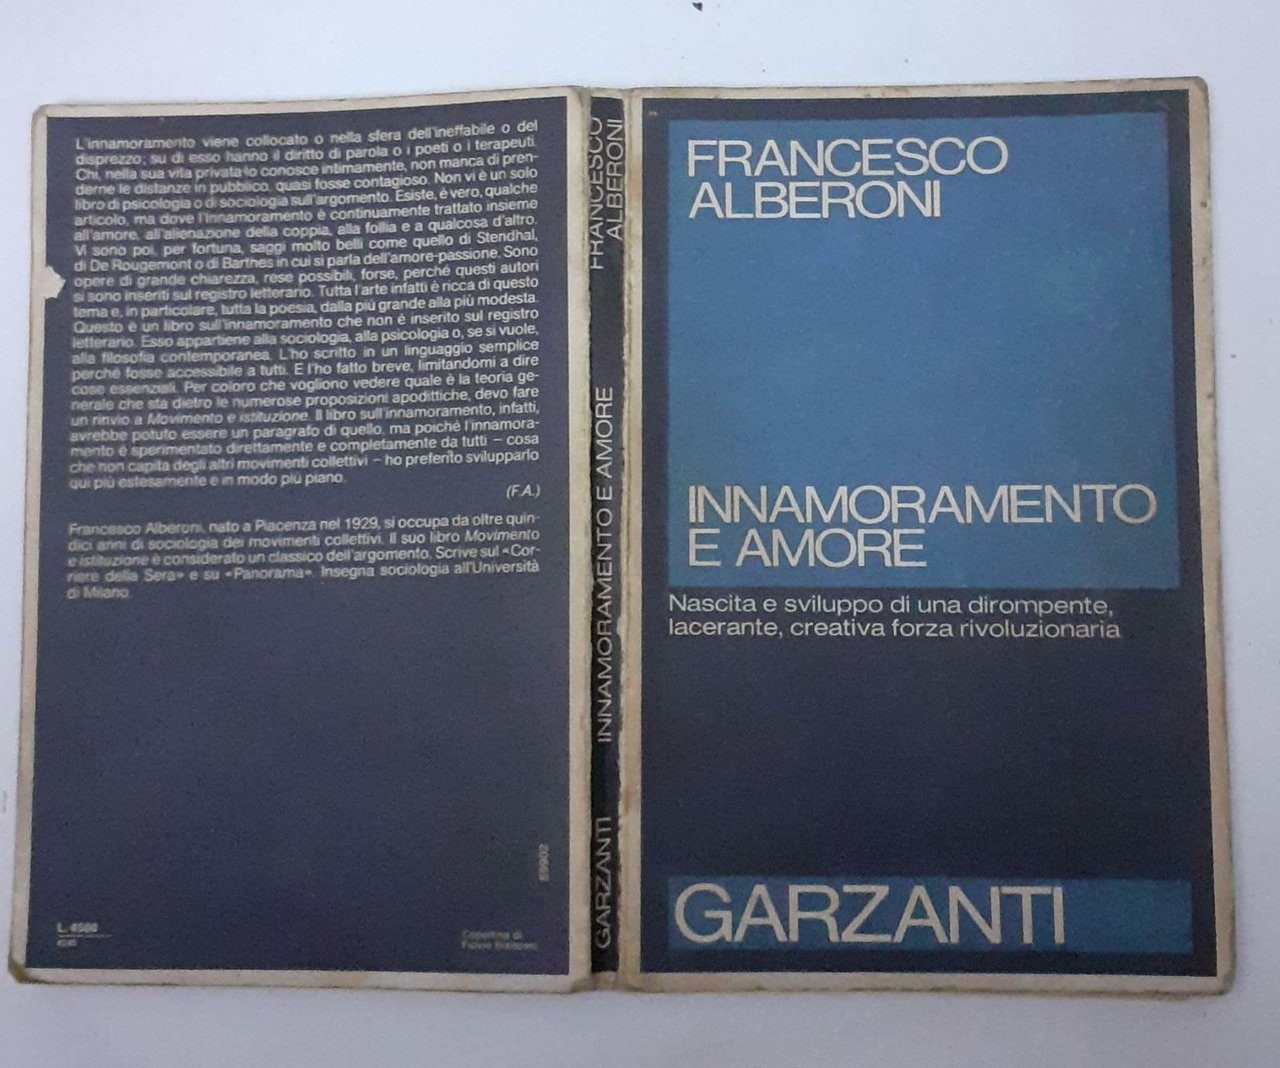 L'innamoramento viene collocato o nella sfera dell'ineffabile o del
disprezzo; su di esso hanno il diritto di parola o i poeti o i terapeuti.
Chi, nella sua vita privata lo conosce intimamente, non manca di pren-
derne le distanze in pubblico, quasi fosse contagioso. Non vi è un solo
libro di psicologia o di sociologia sull'argomento. Esiste, è vero, qualche
articolo, ma dove l'innamoramento è continuamente trattato insieme
all'amore, all'alienazione della coppia, alla follia e a qualcosa d'altro.
Vi sono poi, per fortuna, saggi molto belli come quello di Stendhal,
di De Rougemont o di Barthes in cui si parla dell'amore-passione. Sono
opere di grande chiarezza, rese possibili, forse, perché questi autori
si sono inseriti sul registro letterario. Tutta l'arte infatti è ricca di questo
tema e, in particolare, tutta la poesia, dalla più grande alla più modesta.
Questo è un libro sull'innamoramento che non è inserito sul registro
letterario. Esso appartiene alla sociologia, alla psicologia o, se si vuole,
alla filosofia contemporanea. L'ho scritto in un linguaggio semplice
perché fosse accessibile a tutti. E l'ho fatto breve, limitandomi a dire
cose essenziali. Per coloro che vogliono vedere quale è la teoria ge-
nerale che sta dietro le numerose proposizioni apodittiche, devo fare
un rinvio a Movimento e istituzione. Il libro sull'innamoramento, infatti,
avrebbe potuto essere un paragrafo di quello, ma poiché l'innamora-
mento è sperimentato direttamente e completamente da tutti – cosa
che non capita degli altri movimenti collettivi – ho preferito svilupparlo
qui più estesamente e in modo più piano.
(F.A.)
Francesco Alberoni, nato a Piacenza nel 1929, si occupa da oltre quin-
dici anni di sociologia dei movimenti collettivi. Il suo libro Movimento
e istituzione è considerato un classico dell'argomento. Scrive sul «Cor-
riere della Sera» e su «Panorama». Insegna sociologia all'Università
di Milano.
L. 4500
Copertina di
Fulvio Bianconi
FRANCESCO
ALBERONI
INNAMORAMENTO E AMORE
GARZANTI
FRANCESCO
ALBERONI
INNAMORAMENTO
E AMORE
Nascita e sviluppo di una dirompente,
lacerante, creativa forza rivoluzionaria
GARZANTI